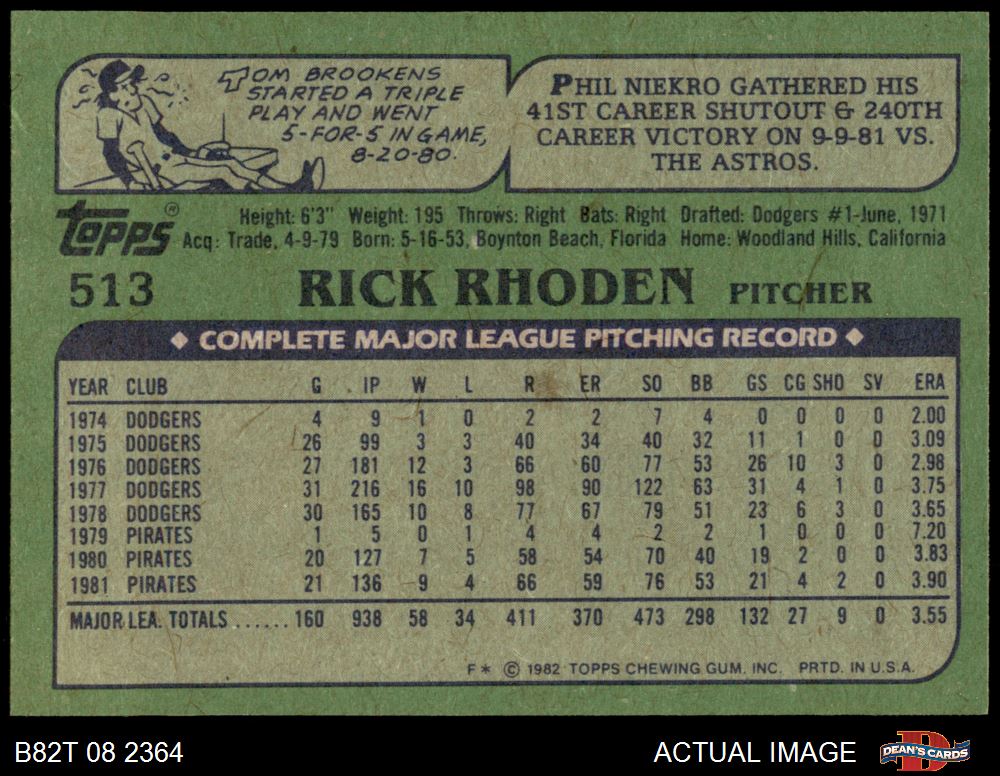 TOM BROOKENS
STARTED A TRIPLE
PLAY AND WENT
5-FOR-5 IN GAME,
8-20-80.
PHIL NIEKRO GATHERED HIS
41ST CAREER SHUTOUT & 240TH
CAREER VICTORY ON 9-9-81 VS.
THE ASTROS.
topps®
Height: 6'3" Weight: 195 Throws: Right Bats: Right Drafted: Dodgers #1-June, 1971
Acq: Trade, 4-9-79 Born: 5-16-53, Boynton Beach, Florida Home: Woodland Hills, California
513 RICK RHODEN PITCHER
◆ COMPLETE MAJOR LEAGUE PITCHING RECORD ◆
YEAR CLUB G IP W L R ER SO BB GS CG SHO SV ERA
1974 DODGERS 4 9 1 0 2 2 7 4 0 0 0 0 2.00
1975 DODGERS 26 99 3 3 40 34 40 32 11 1 0 0 3.09
1976 DODGERS 27 181 12 3 66 60 77 53 26 10 3 0 2.98
1977 DODGERS 31 216 16 10 98 90 122 63 31 4 1 0 3.75
1978 DODGERS 30 165 10 8 77 67 79 51 23 6 3 0 3.65
1979 PIRATES 1 5 0 1 4 4 2 2 1 0 0 0 7.20
1980 PIRATES 20 127 7 5 58 54 70 40 19 2 0 0 3.83
1981 PIRATES 21 136 9 4 66 59 76 53 21 4 2 0 3.90
MAJOR LEA. TOTALS ...... 160 938 58 34 411 370 473 298 132 27 9 0 3.55
F* © 1982 TOPPS CHEWING GUM, INC. PRTD. IN U.S.A.
B82T 08 2364 ACTUAL IMAGE DEAN'S CARDS